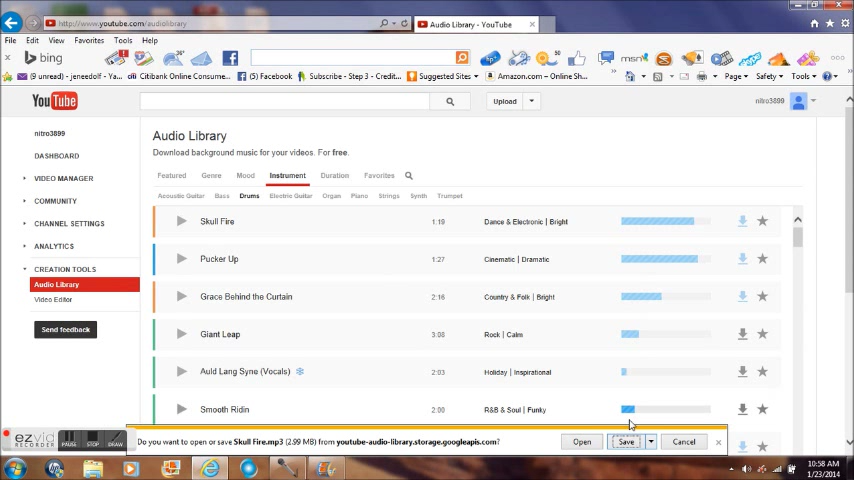 http://www.youtube.com/audiolibrary
Audio Library - YouTube
File Edit View Favorites Tools Help
bing
(9 unread) - jeneedolf - Ya... Citibank Online Consume... (5) Facebook Subscribe - Step 3 - Credit... Suggested Sites Amazon.com – Online Sh... Page Safety Tools
YouTube Upload nitro3899
nitro3899
DASHBOARD
VIDEO MANAGER
COMMUNITY
CHANNEL SETTINGS
ANALYTICS
CREATION TOOLS
Audio Library
Video Editor
Send feedback
Audio Library
Download background music for your videos. For free.
Featured Genre Mood Instrument Duration Favorites
Acoustic Guitar Bass Drums Electric Guitar Organ Piano Strings Synth Trumpet
Skull Fire 1:19 Dance & Electronic | Bright
Pucker Up 1:27 Cinematic | Dramatic
Grace Behind the Curtain 2:16 Country & Folk | Bright
Giant Leap 3:08 Rock | Calm
Auld Lang Syne (Vocals) 2:03 Holiday | Inspirational
Smooth Ridin 2:00 R&B & Soul | Funky
ezvid
RECORDER
PAUSE STOP DRAW
Do you want to open or save Skull Fire.mp3 (2.99 MB) from youtube-audio-library.storage.googleapis.com? Open Save Cancel
10:58 AM
1/23/2014